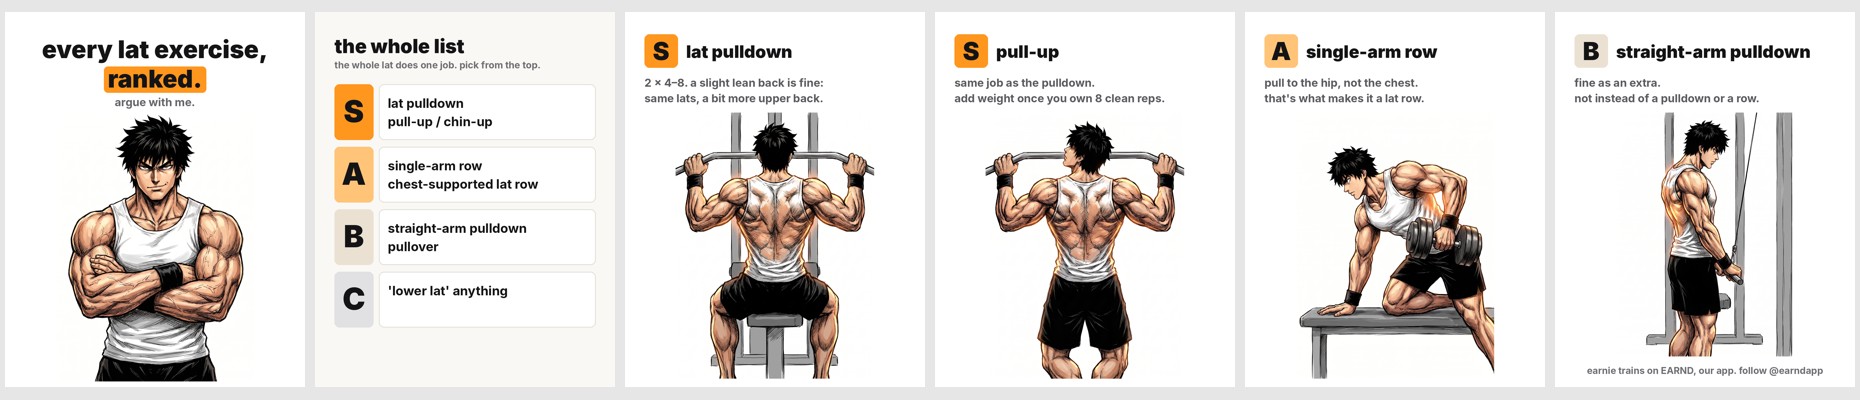 every lat exercise,
ranked.
argue with me.
the whole list
the whole lat does one job. pick from the top.
S
lat pulldown
pull-up / chin-up
A
single-arm row
chest-supported lat row
B
straight-arm pulldown
pullover
C
'lower lat' anything
S lat pulldown
2 × 4–8. a slight lean back is fine:
same lats, a bit more upper back.
S pull-up
same job as the pulldown.
add weight once you own 8 clean reps.
A single-arm row
pull to the hip, not the chest.
that's what makes it a lat row.
B straight-arm pulldown
fine as an extra.
not instead of a pulldown or a row.
earnie trains on EARND, our app. follow @earndapp